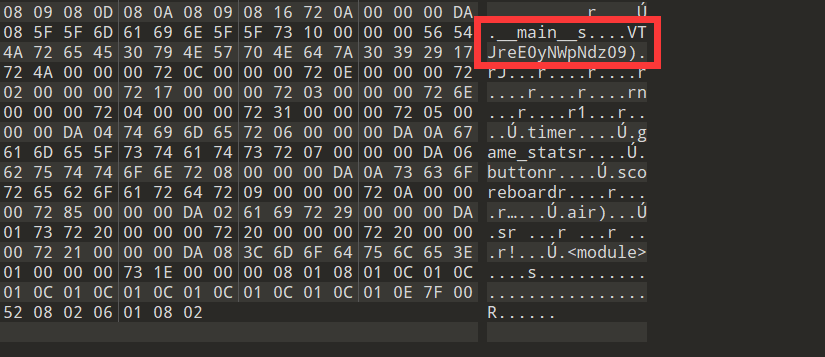 08 09 08 0D 08 0A 08 09 08 16 72 0A 00 00 00 DA r Ú
08 5F 5F 6D 61 69 6E 5F 5F 73 10 00 00 00 56 54 .__main__s....VT
4A 72 65 45 30 79 4E 57 70 4E 64 7A 30 39 29 17 JreE0yNWpNdz09).
72 4A 00 00 00 72 0C 00 00 00 72 0E 00 00 00 72 rJ...r....r....r
02 00 00 00 72 17 00 00 00 72 03 00 00 00 72 6E ....r....r....rn
00 00 00 72 04 00 00 00 72 31 00 00 00 72 05 00 ...r....r1...r..
00 00 DA 04 74 69 6D 65 72 06 00 00 00 DA 0A 67 ..Ú.timer....Ú.g
61 6D 65 5F 73 74 61 74 73 72 07 00 00 00 DA 06 ame_statsr....Ú.
62 75 74 74 6F 6E 72 08 00 00 00 DA 0A 73 63 6F buttonr....Ú.sco
72 65 62 6F 61 72 64 72 09 00 00 00 72 0A 00 00 reboardr....r...
00 72 85 00 00 00 DA 02 61 69 72 29 00 00 00 DA .r…...Ú.air)...Ú
01 73 72 20 00 00 00 72 20 00 00 00 72 20 00 00 .sr ...r ...r ..
00 72 21 00 00 00 DA 08 3C 6D 6F 64 75 6C 65 3E .r!...Ú.<module>
01 00 00 00 73 1E 00 00 00 08 01 08 01 0C 01 0C ....s...........
01 0C 01 0C 01 0C 01 0C 01 0C 01 0C 01 0E 7F 00 ................
52 08 02 06 01 08 02 R......